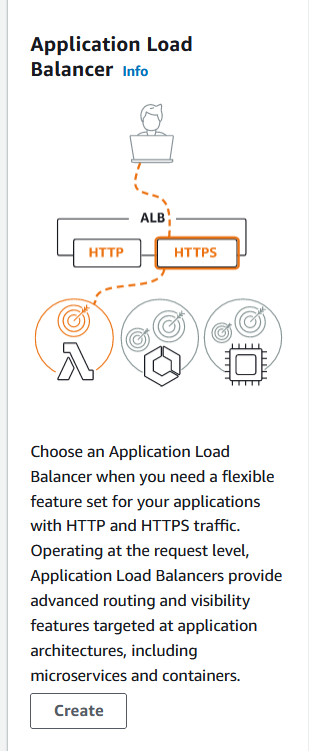 Application Load
Balancer Info
ALB
HTTP HTTPS
Choose an Application Load
Balancer when you need a flexible
feature set for your applications
with HTTP and HTTPS traffic.
Operating at the request level,
Application Load Balancers provide
advanced routing and visibility
features targeted at application
architectures, including
microservices and containers.
Create